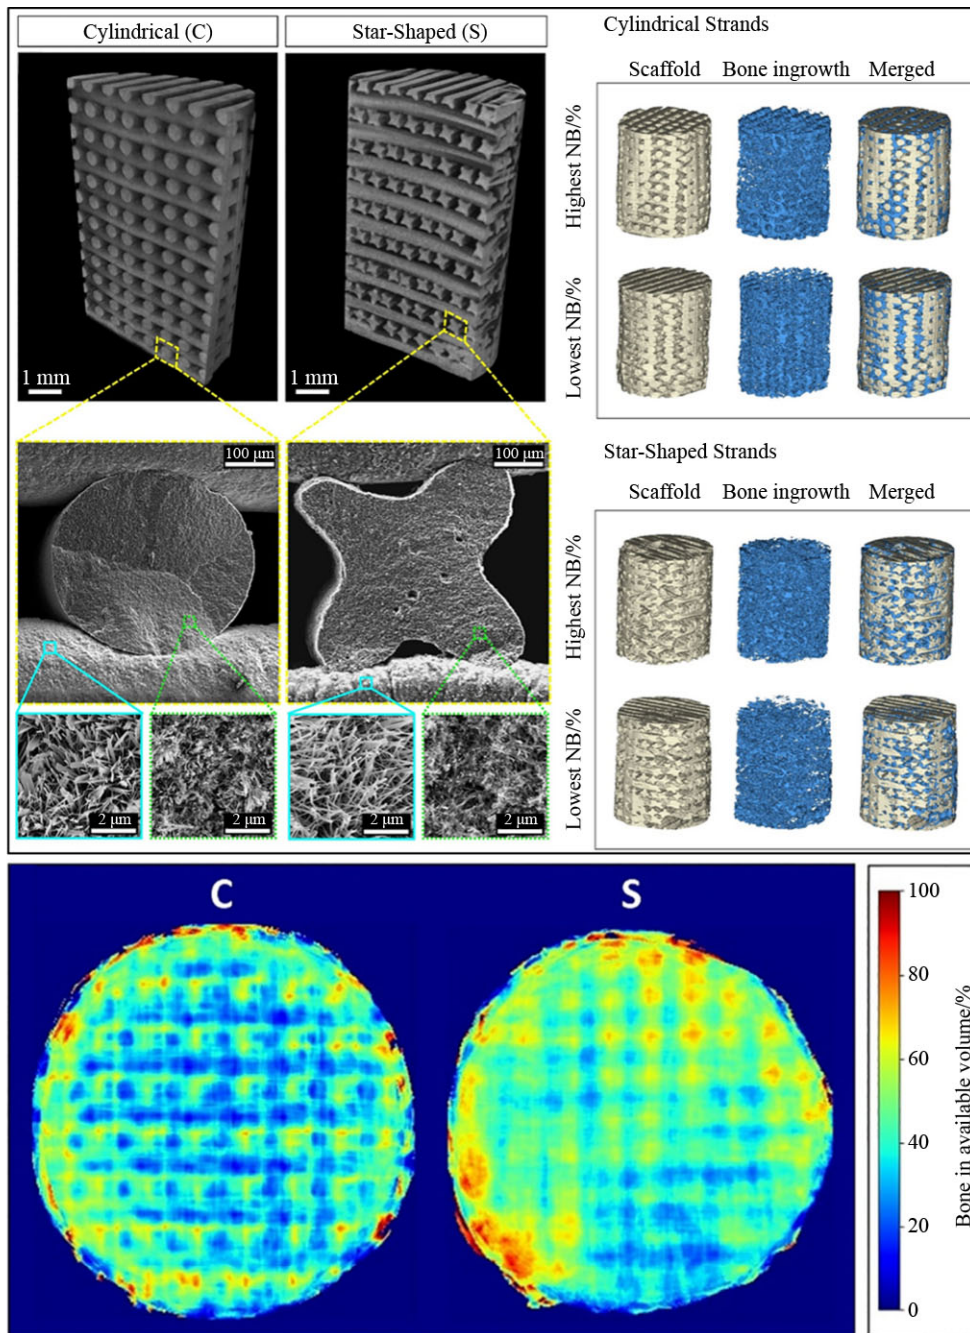 Cylindrical (C)
Star-Shaped (S)
1 mm
1 mm
100 μm
100 μm
2 μm
2 μm
2 μm
2 μm
Cylindrical Strands
Scaffold
Bone ingrowth
Merged
Highest NB/%
Lowest NB/%
Star-Shaped Strands
Scaffold
Bone ingrowth
Merged
Highest NB/%
Lowest NB/%
C
S
100
80
60
40
20
0
Bone in available volume/%